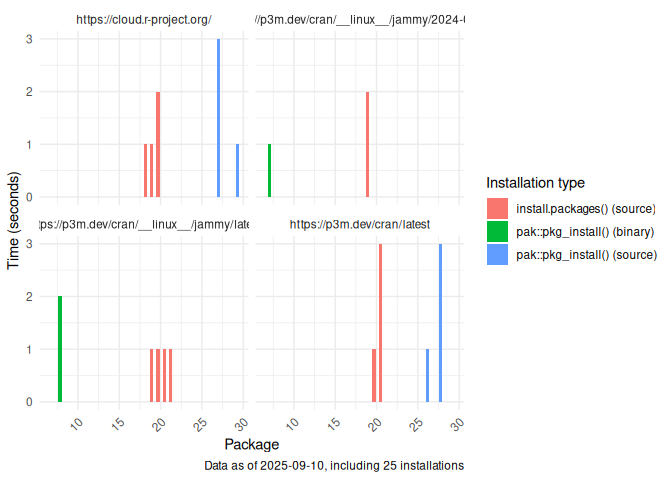 https://cloud.r-project.org/
//p3m.dev/cran/__linux__/jammy/2024-0
3
2
1
0
Time (seconds)
ps://p3m.dev/cran/__linux__/jammy/late
https://p3m.dev/cran/latest
3
2
1
0
10
15
20
25
30
10
15
20
25
30
Package
Data as of 2025-09-10, including 25 installations
Installation type
install.packages() (source)
pak::pkg_install() (binary)
pak::pkg_install() (source)